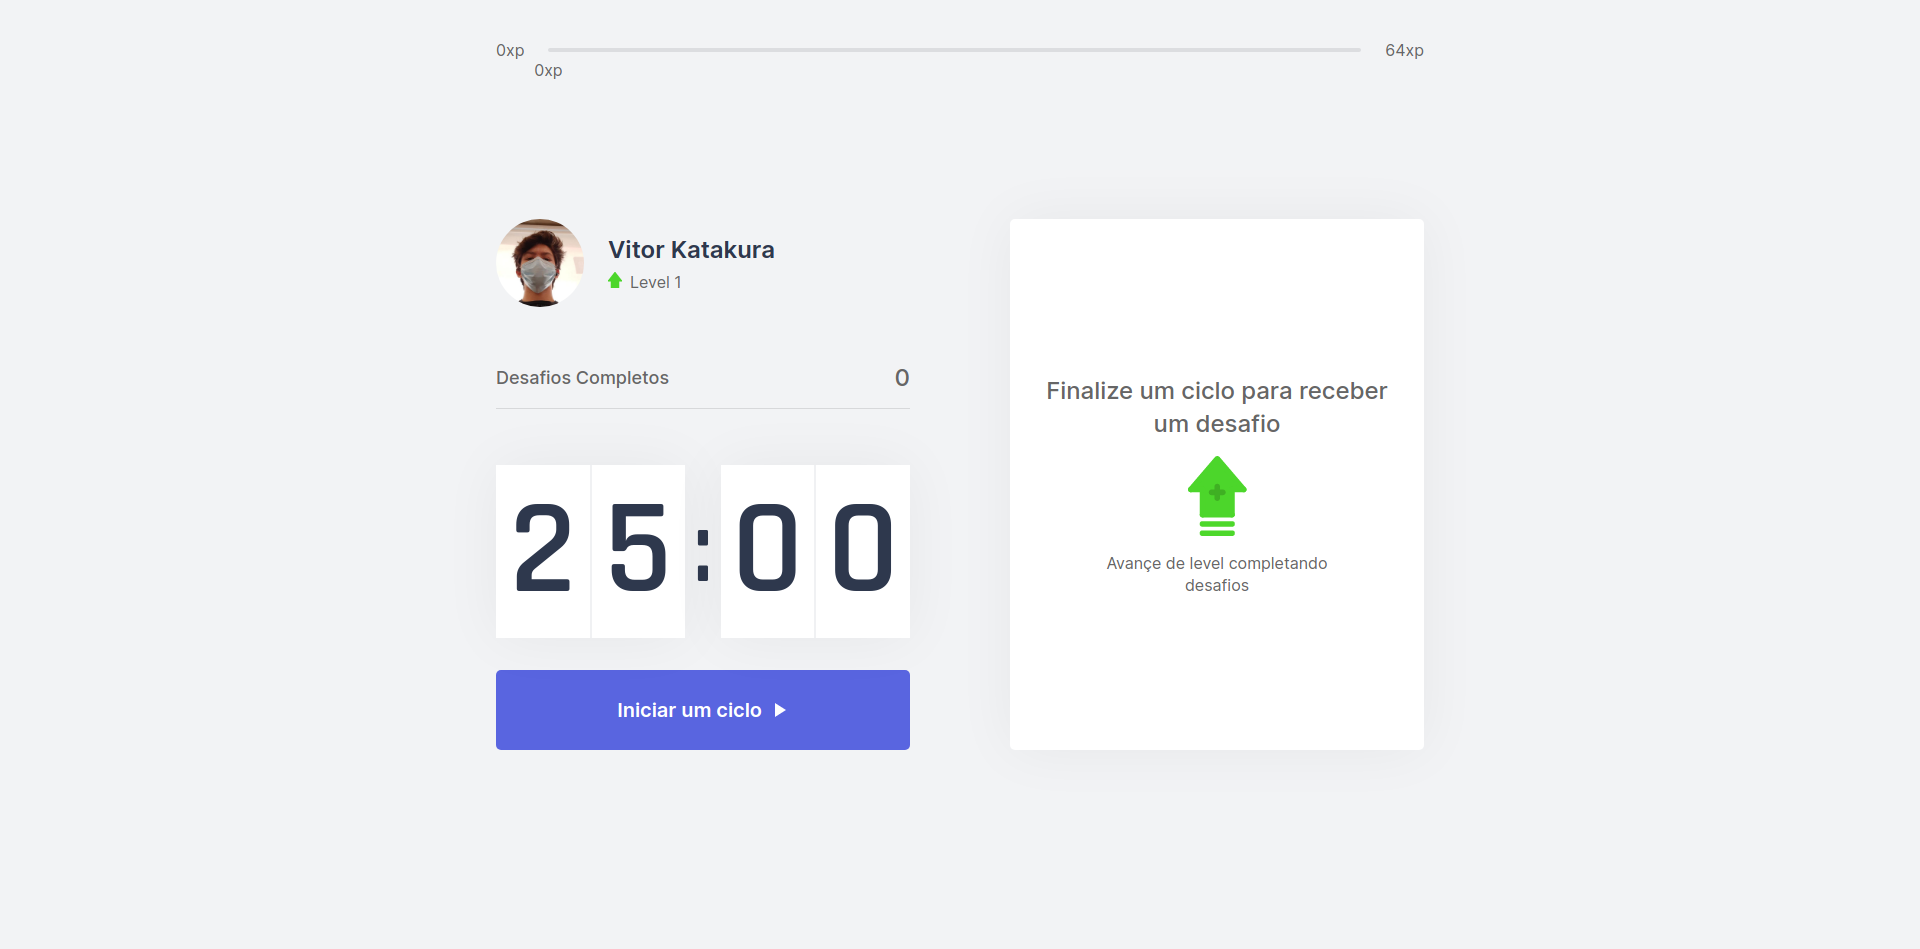 0xp
64xp
0xp
Vitor Katakura
Level 1
Desafios Completos 0
25:00
Iniciar um ciclo
Finalize um ciclo para receber
um desafio
Avançe de level completando
desafios